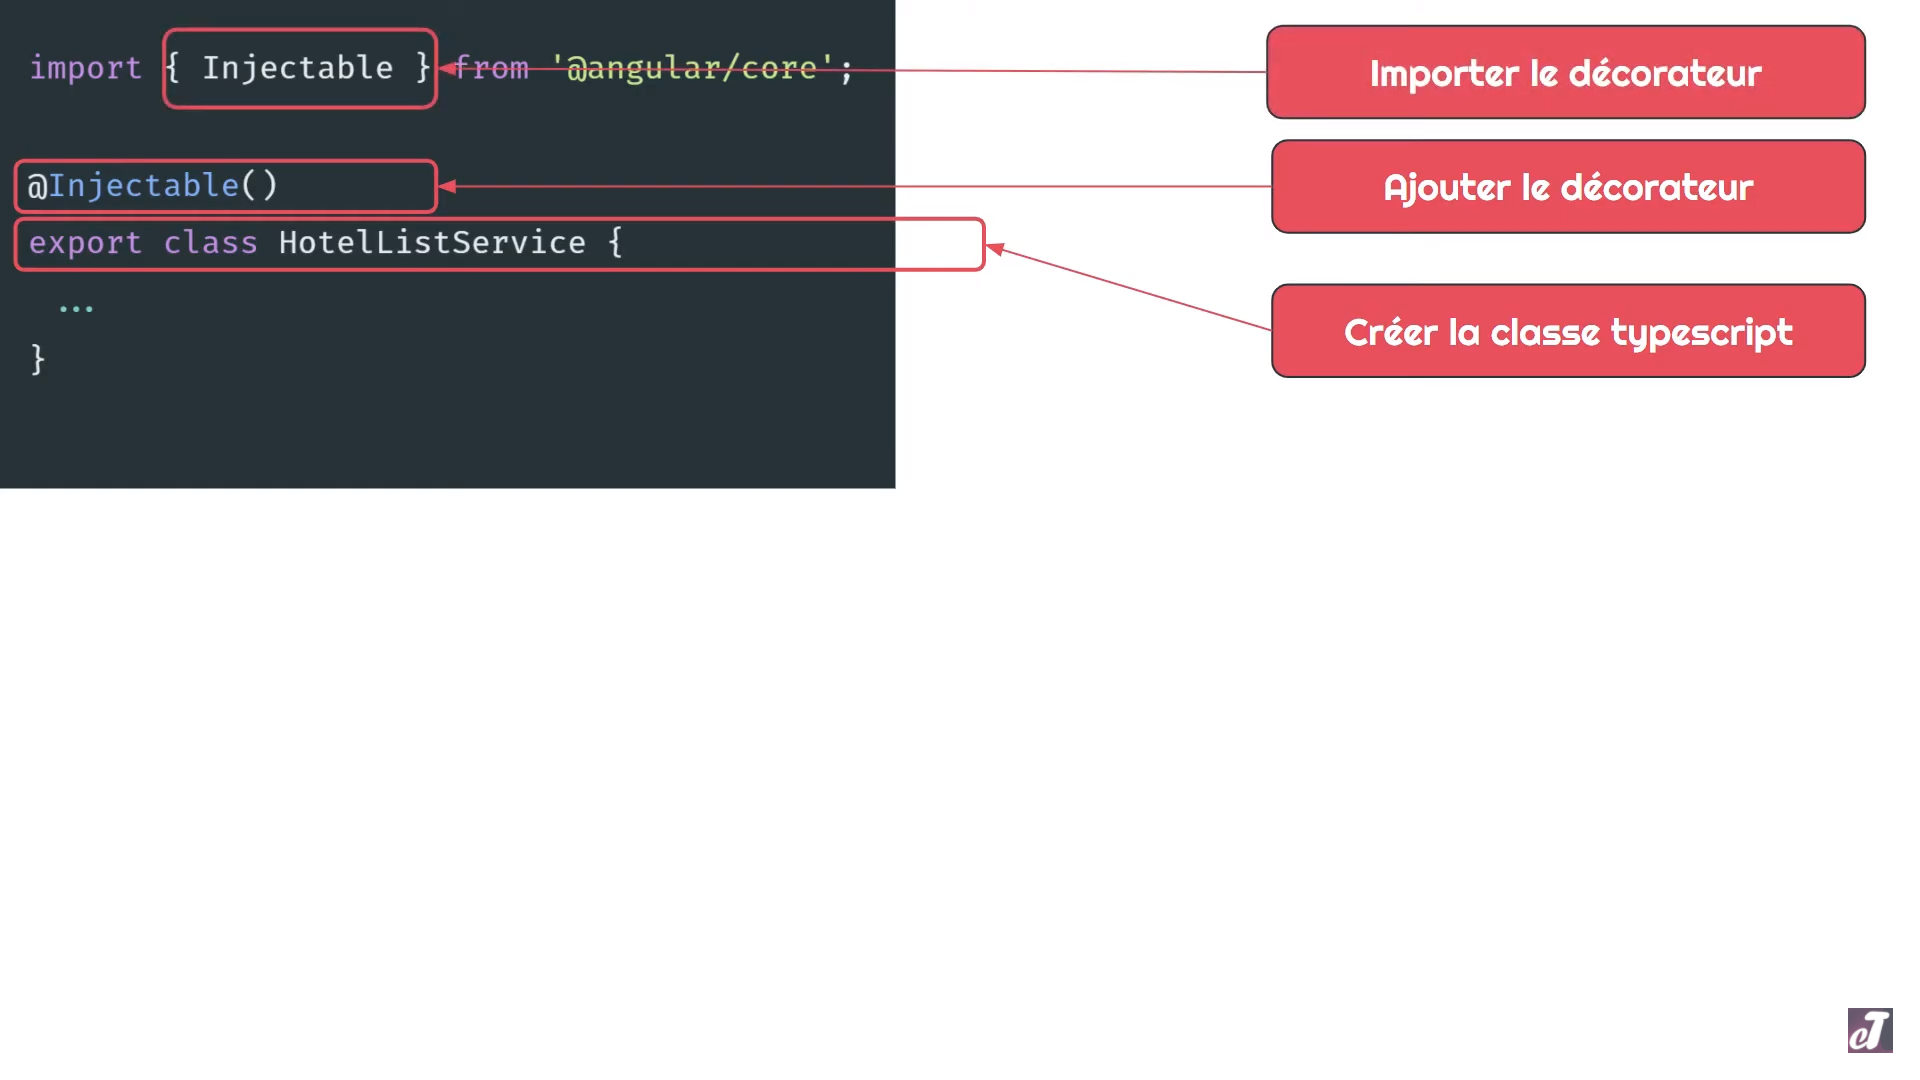 import { Injectable } from '@angular/core';
Importer le décorateur
@Injectable()
Ajouter le décorateur
export class HotelListService {
...
}
Créer la classe typescript
eT